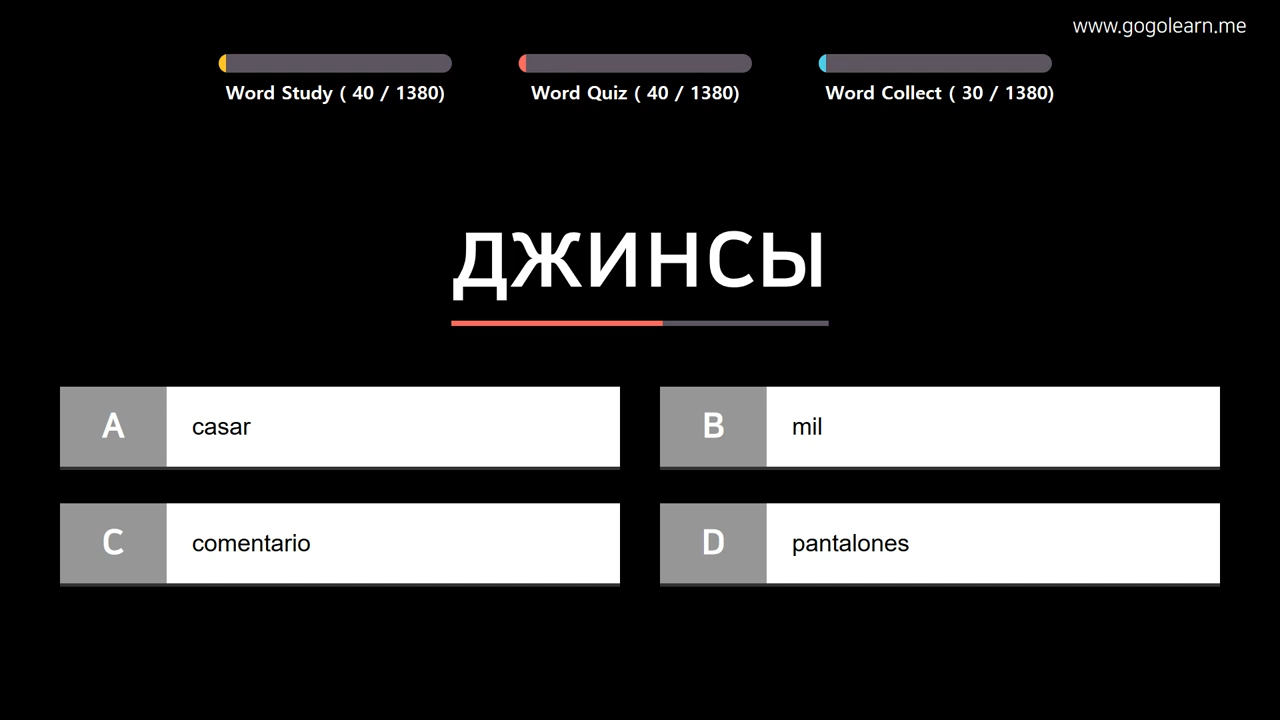 www.gogolearn.me
Word Study ( 40 / 1380)
Word Quiz ( 40 / 1380)
Word Collect ( 30 / 1380)
джинсы
A casar
B mil
C comentario
D pantalones